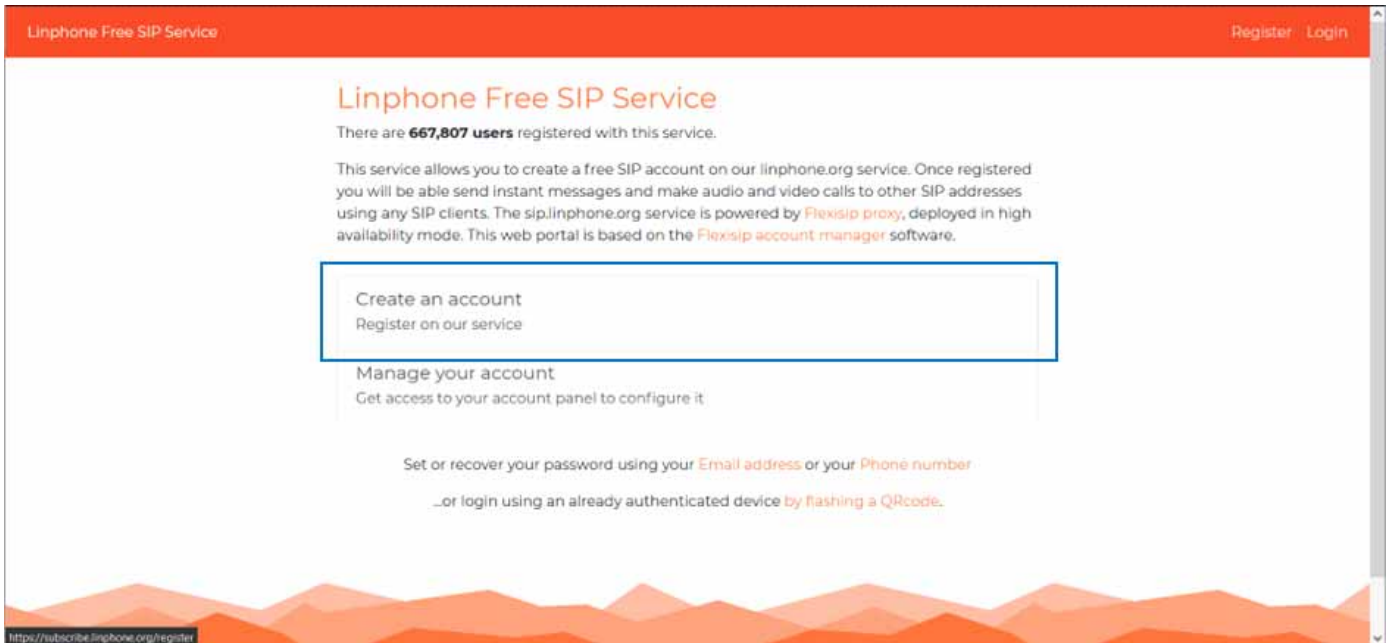 Linphone Free SIP Service
Register Login
Linphone Free SIP Service
There are 667,807 users registered with this service.
This service allows you to create a free SIP account on our linphone.org service. Once registered
you will be able send instant messages and make audio and video calls to other SIP addresses
using any SIP clients. The sip.linphone.org service is powered by Flexisip proxy, deployed in high
availability mode. This web portal is based on the Flexisip account manager software.
Create an account
Register on our service
Manage your account
Get access to your account panel to configure it
Set or recover your password using your Email address or your Phone number
...or login using an already authenticated device by flashing a QRcode.
https://subscribe.linphone.org/register